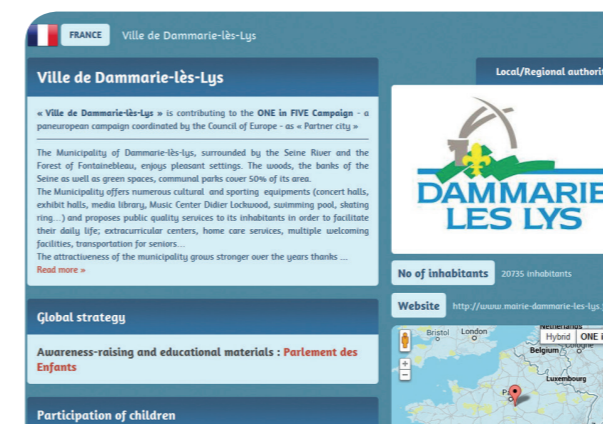 FRANCE Ville de Dammarie-lès-Lys
Ville de Dammarie-lès-Lys
« Ville de Dammarie-lès-Lys » is contributing to the ONE in FIVE Campaign - a
paneuropean campaign coordinated by the Council of Europe - as « Partner city »
The Municipality of Dammarie-lès-lys, surrounded by the Seine River and the
Forest of Fontainebleau, enjoys pleasant settings. The woods, the banks of the
Seine as well as green spaces, communal parks cover 50% of its area.
The Municipality offers numerous cultural and sporting equipments (concert halls,
exhibit halls, media library, Music Center Didier Lockwood, swimming pool, skating
ring...) and proposes public quality services to its inhabitants in order to facilitate
their daily life; extracurricular centers, home care services, multiple welcoming
facilities, transportation for seniors...
The attractiveness of the municipality grows stronger over the years thanks ....
Read more »
Global strategy
Awareness-raising and educational materials : Parlement des
Enfants
Participation of children
Local/Regional authorit
DAMMARIE
LES LYS
No of inhabitants 20735 inhabitants
Website http://www.mairie-dammarie-les-lys.
Bristol London Netherlands
Hybrid ONE i
Belgium Cologne
Luxembourg
P